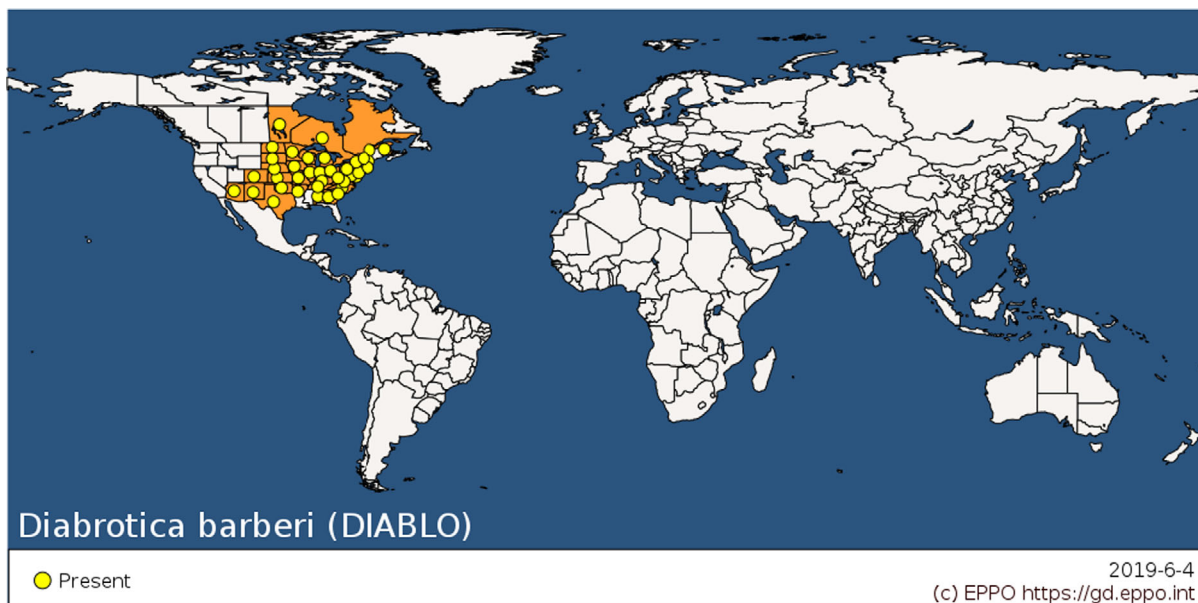 Diabrotica barberi (DIABLO)
Present
2019-6-4
(c) EPPO https://gd.eppo.int